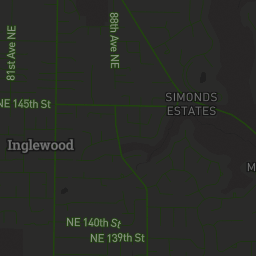 81st Ave NE
88th Ave NE
NE 145th St
SIMONDS
ESTATES
Inglewood
M
NE 140th St
NE 139th St